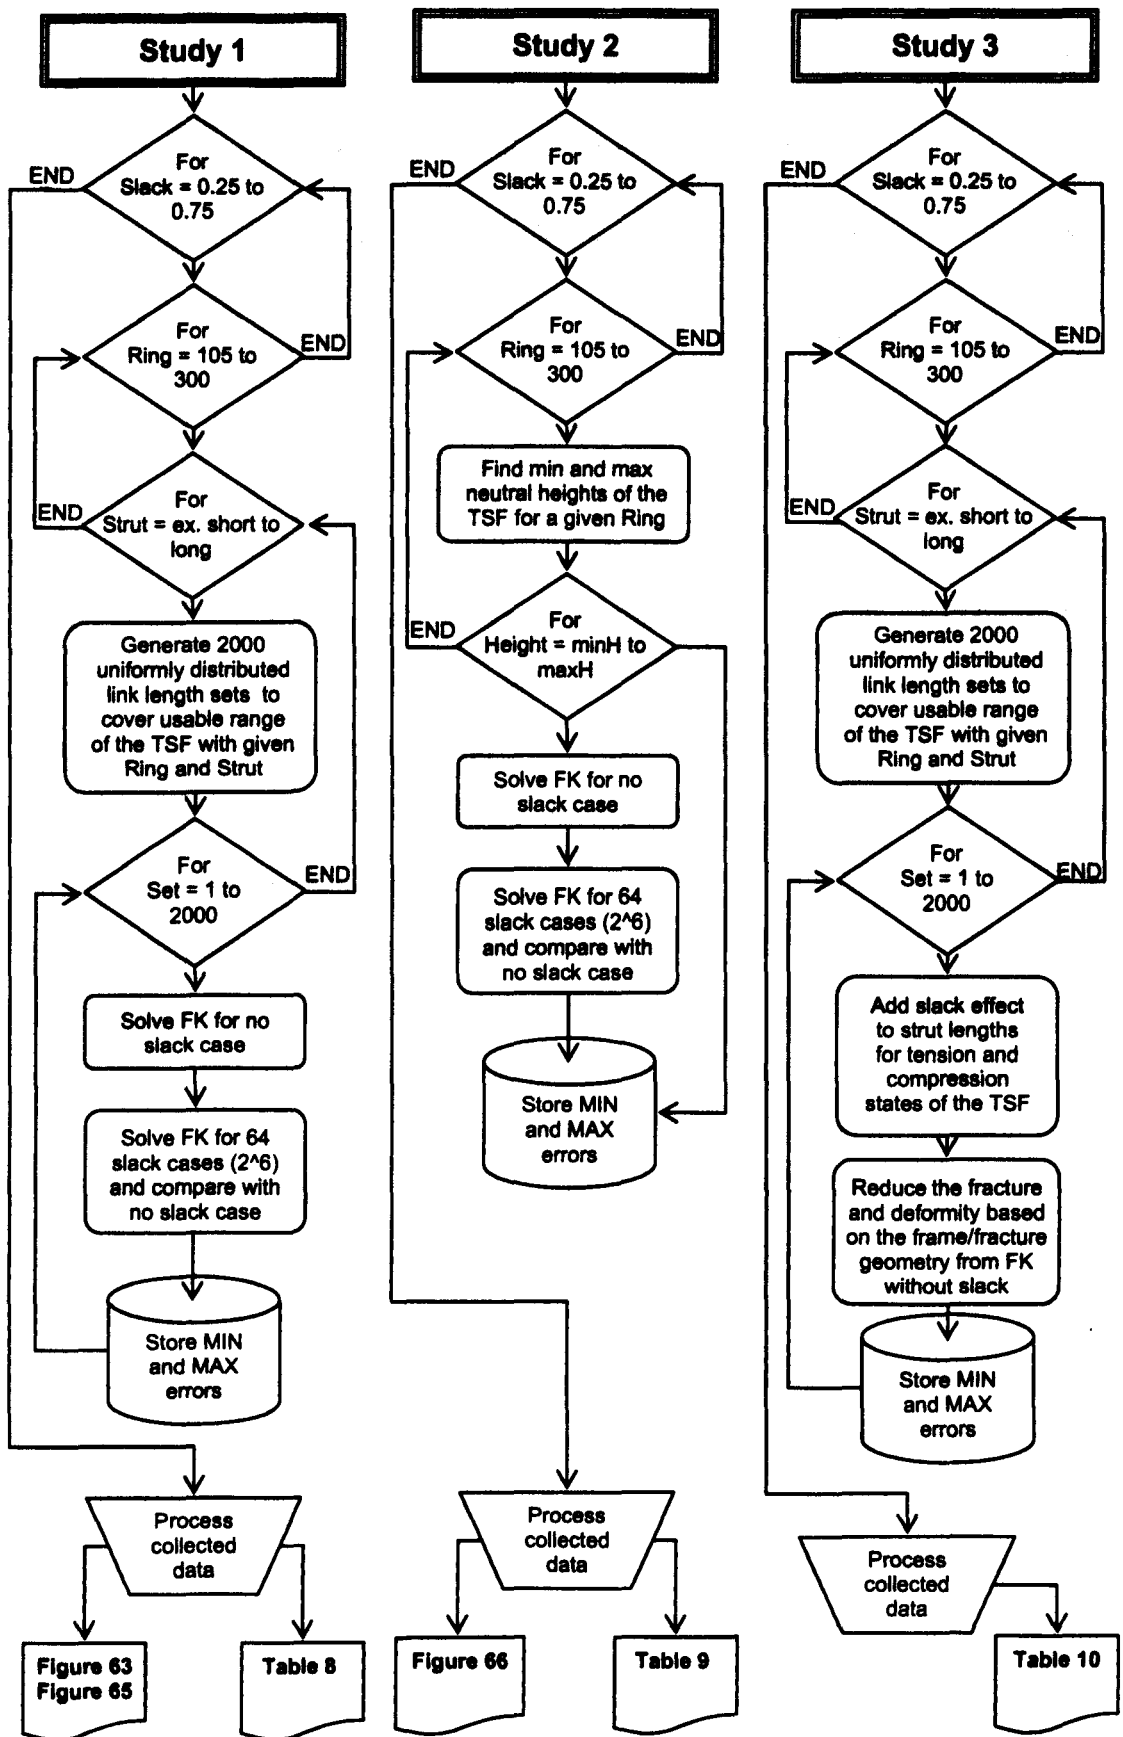 Study 1
For
Slack = 0.25 to
0.75
END
For
Ring = 105 to
300
END
For
Strut = ex. short to
long
END
Generate 2000
uniformly distributed
link length sets to
cover usable range
of the TSF with given
Ring and Strut
For
Set = 1 to
2000
END
Solve FK for no
slack case
Solve FK for 64
slack cases (2^6)
and compare with
no slack case
Store MIN
and MAX
errors
Process
collected
data
Figure 63
Figure 65
Table 8
Study 2
For
Slack = 0.25 to
0.75
END
For
Ring = 105 to
300
END
Find min and max
neutral heights of the
TSF for a given Ring
For
Height = minH to
maxH
END
Solve FK for no
slack case
Solve FK for 64
slack cases (2^6)
and compare with
no slack case
Store MIN
and MAX
errors
Process
collected
data
Figure 66
Table 9
Study 3
For
Slack = 0.25 to
0.75
END
For
Ring = 105 to
300
END
For
Strut = ex. short to
long
END
Generate 2000
uniformly distributed
link length sets to
cover usable range
of the TSF with given
Ring and Strut
For
Set = 1 to
2000
END
Add slack effect
to strut lengths
for tension and
compression
states of the TSF
Reduce the fracture
and deformity based
on the frame/fracture
geometry from FK
without slack
Store MIN
and MAX
errors
Process
collected
data
Table 10